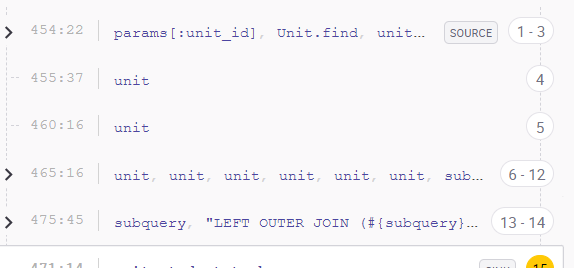 454:22 params[:unit_id], Unit.find, unit... SOURCE 1 - 3
455:37 unit 4
460:16 unit 5
465:16 unit, unit, unit, unit, unit, unit, sub... 6 - 12
475:45 subquery, "LEFT OUTER JOIN (#{subquery}... 13 - 14
471:14 15